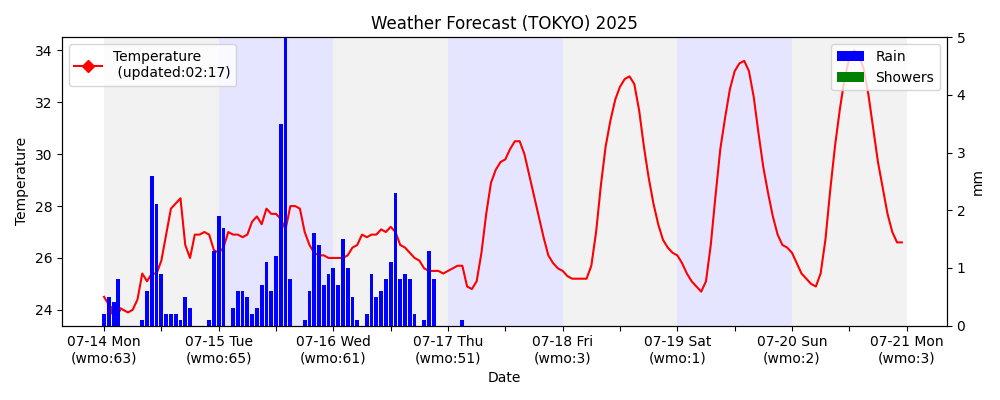 Weather Forecast (TOKYO) 2025
Temperature
(updated:02:17)
Rain
Showers
34
32
30
28
26
24
Temperature
5
4
3
2
1
0
mm
07-14 Mon 07-15 Tue 07-16 Wed 07-17 Thu 07-18 Fri 07-19 Sat 07-20 Sun 07-21 Mon
(wmo:63) (wmo:65) (wmo:61) (wmo:51) (wmo:3) (wmo:1) (wmo:2) (wmo:3)
Date